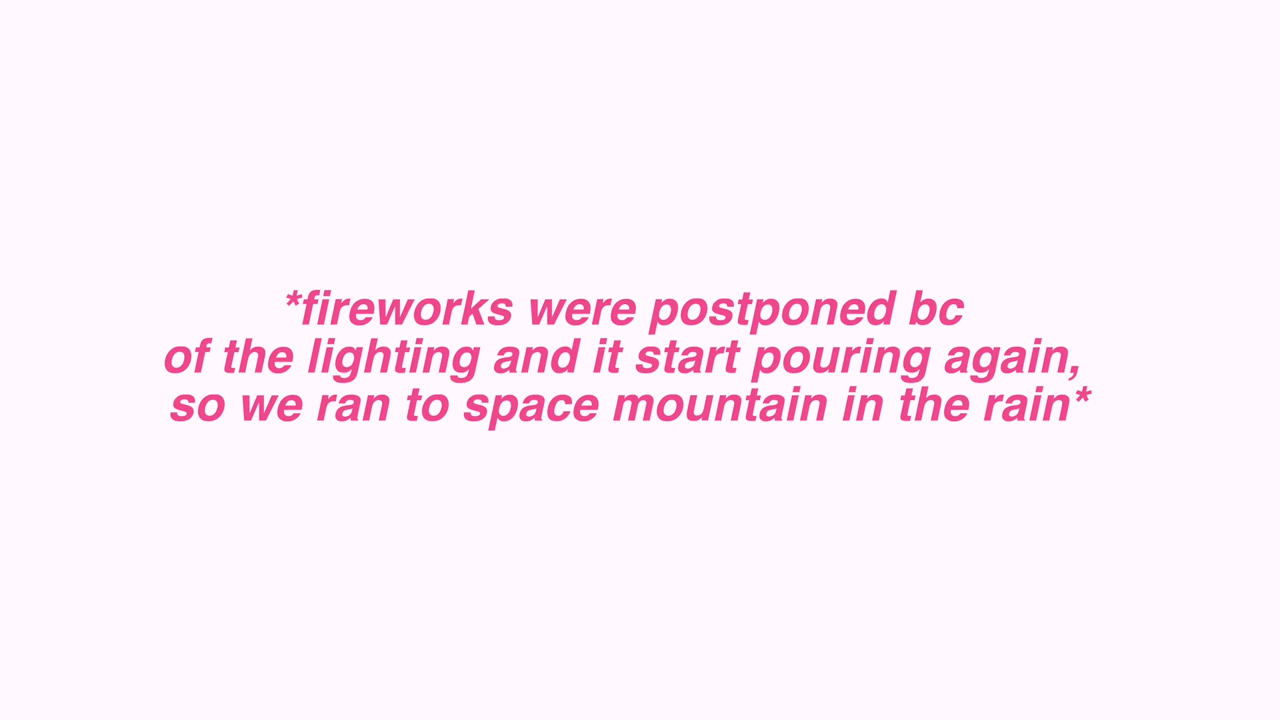 *fireworks were postponed bc
of the lighting and it start pouring again,
so we ran to space mountain in the rain*